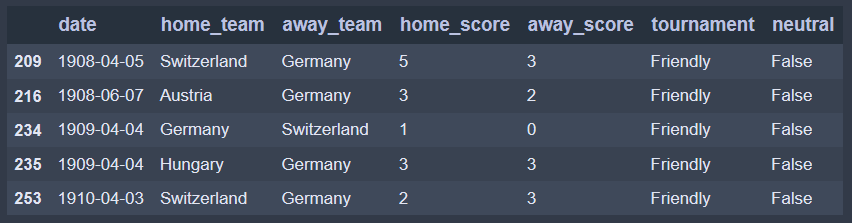 date home_team away_team home_score away_score tournament neutral
209 1908-04-05 Switzerland Germany 5 3 Friendly False
216 1908-06-07 Austria Germany 3 2 Friendly False
234 1909-04-04 Germany Switzerland 1 0 Friendly False
235 1909-04-04 Hungary Germany 3 3 Friendly False
253 1910-04-03 Switzerland Germany 2 3 Friendly False